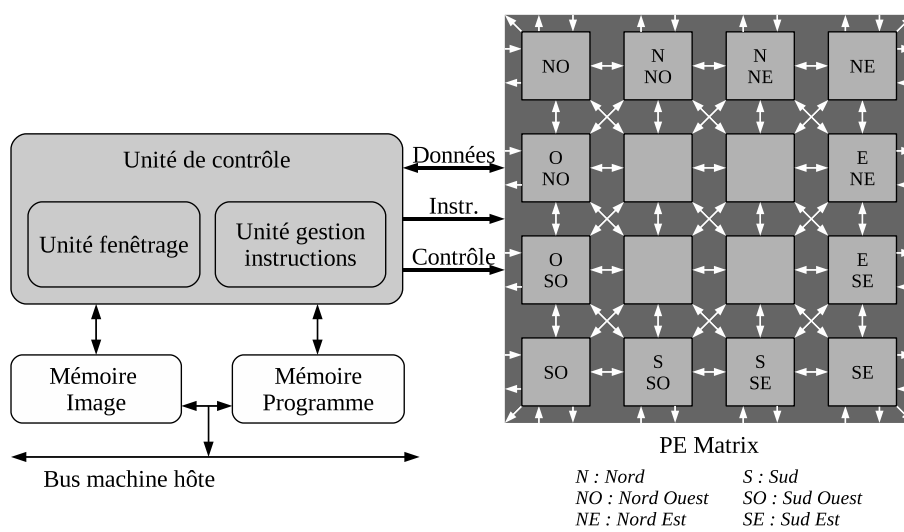 Unité de contrôle
Unité fenêtrage
Unité gestion
instructions
Données
Instr.
Contrôle
Mémoire
Image
Mémoire
Programme
Bus machine hôte
NO
N
NO
N
NE
NE
O
NO
E
NE
O
SO
E
SE
SO
S
SO
S
SE
SE
PE Matrix
N : Nord
S : Sud
NO : Nord Ouest
SO : Sud Ouest
NE : Nord Est
SE : Sud Est